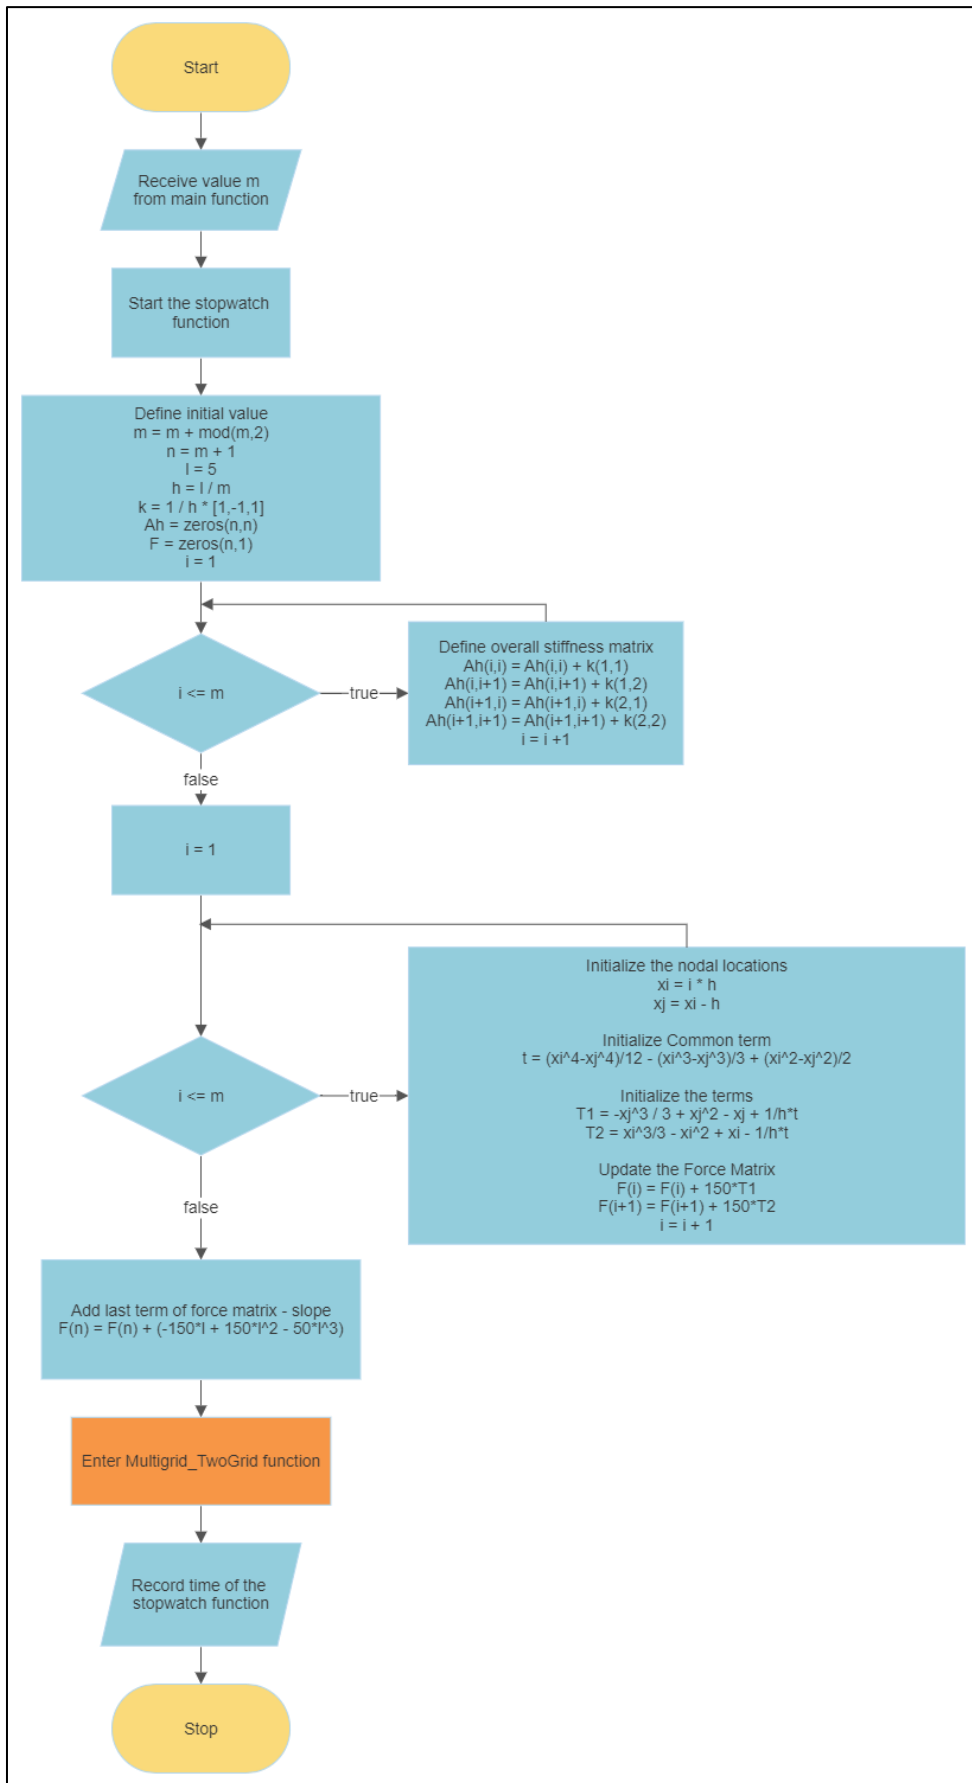 Start
Receive value m
from main function
Start the stopwatch
function
Define initial value
m = m + mod(m,2)
n = m + 1
l = 5
h = l / m
k = 1 / h * [1,-1,1]
Ah = zeros(n,n)
F = zeros(n,1)
i = 1
i <= m
true
Define overall stiffness matrix
Ah(i,i) = Ah(i,i) + k(1,1)
Ah(i,i+1) = Ah(i,i+1) + k(1,2)
Ah(i+1,i) = Ah(i+1,i) + k(2,1)
Ah(i+1,i+1) = Ah(i+1,i+1) + k(2,2)
i = i +1
false
i = 1
i <= m
true
Initialize the nodal locations
xi = i * h
xj = xi - h
Initialize Common term
t = (xi^4-xj^4)/12 - (xi^3-xj^3)/3 + (xi^2-xj^2)/2
Initialize the terms
T1 = -xj^3 / 3 + xj^2 - xj + 1/h*t
T2 = xi^3/3 - xi^2 + xi - 1/h*t
Update the Force Matrix
F(i) = F(i) + 150*T1
F(i+1) = F(i+1) + 150*T2
i = i + 1
false
Add last term of force matrix - slope
F(n) = F(n) + (-150*l + 150*l^2 - 50*l^3)
Enter Multigrid_TwoGrid function
Record time of the
stopwatch function
Stop